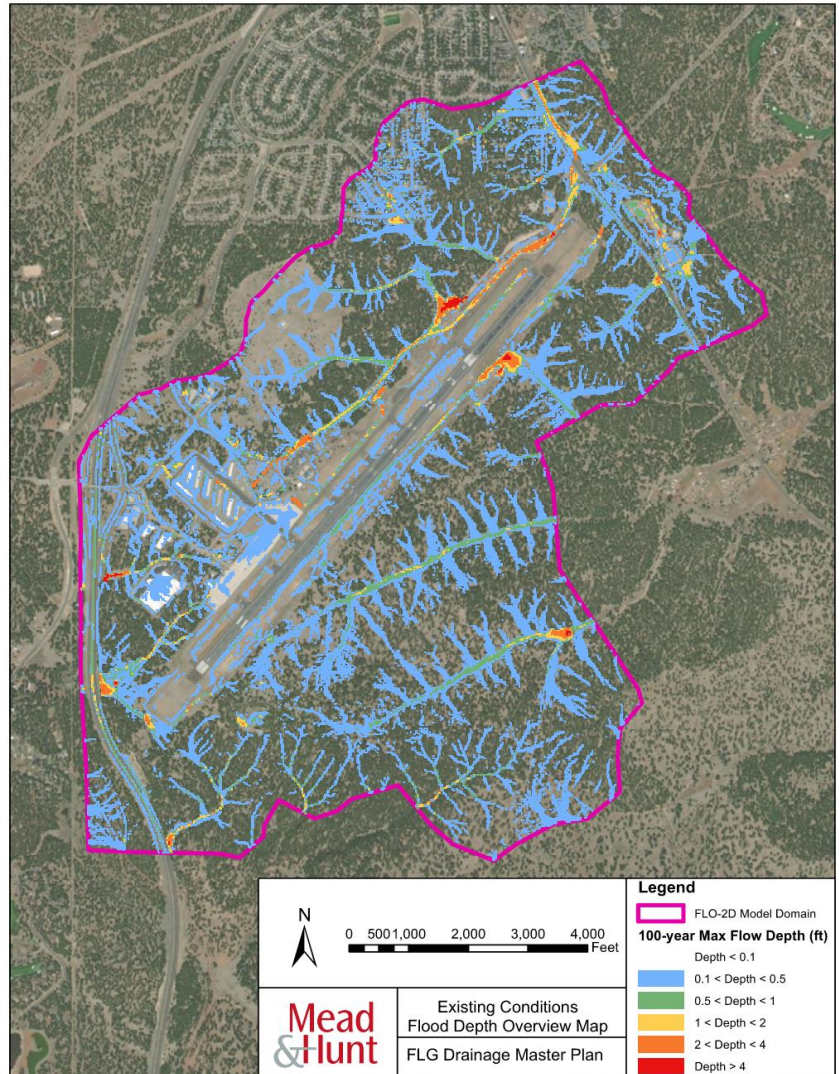 N
0 500 1,000 2,000 3,000 4,000
Feet
Mead
&Hunt
Existing Conditions
Flood Depth Overview Map
FLG Drainage Master Plan
Legend
FLO-2D Model Domain
100-year Max Flow Depth (ft)
Depth < 0.1
0.1 < Depth < 0.5
0.5 < Depth < 1
1 < Depth < 2
2 < Depth < 4
Depth > 4